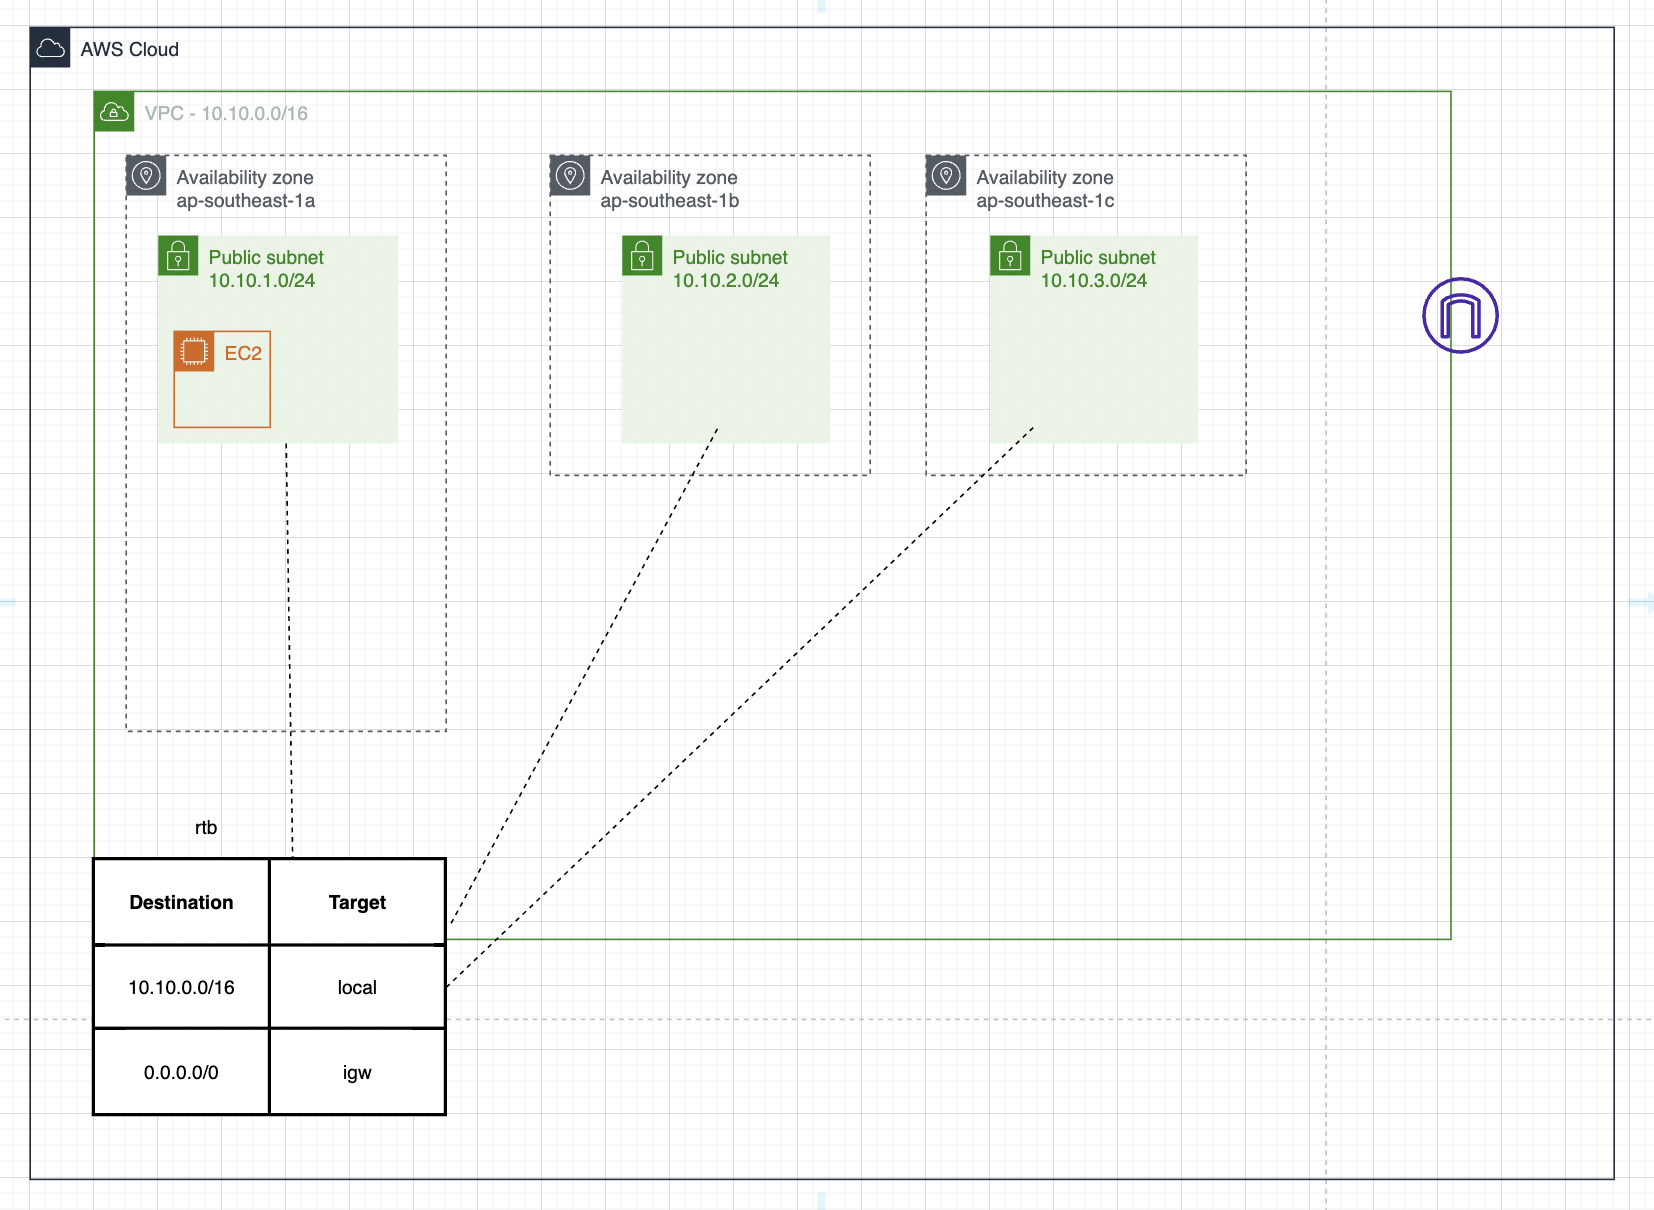 AWS Cloud
VPC - 10.10.0.0/16
Availability zone
ap-southeast-1a
Public subnet
10.10.1.0/24
EC2
Availability zone
ap-southeast-1b
Public subnet
10.10.2.0/24
Availability zone
ap-southeast-1c
Public subnet
10.10.3.0/24
rtb
Destination Target
10.10.0.0/16 local
0.0.0.0/0 igw